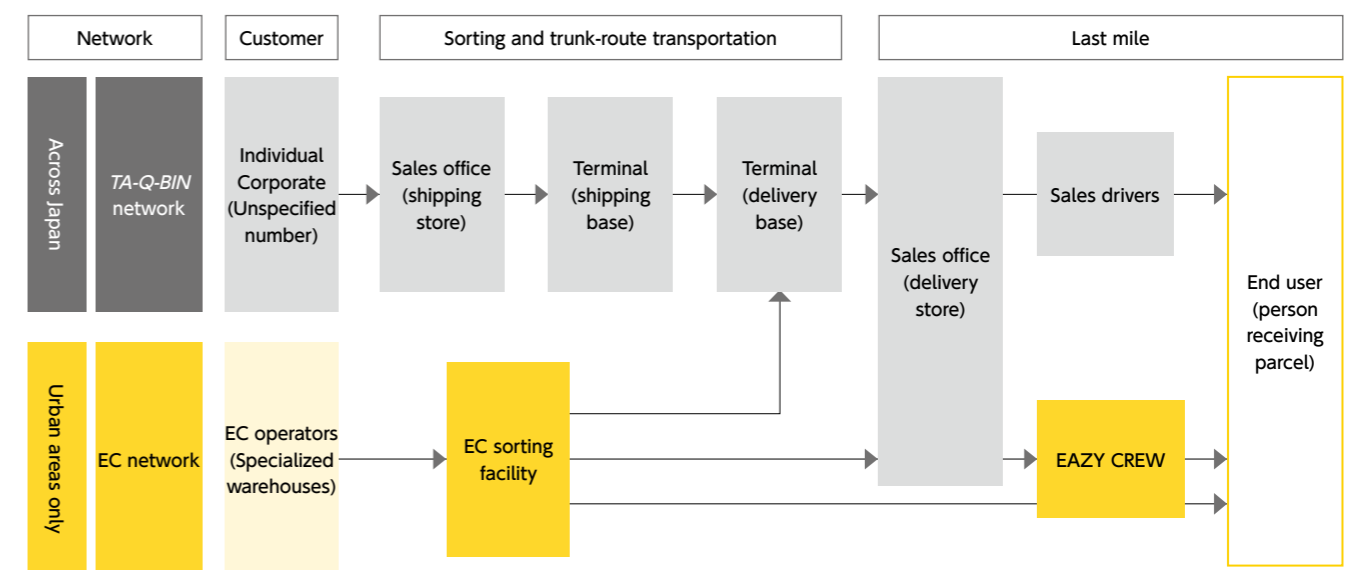 Network
Customer
Sorting and trunk-route transportation
Last mile
Across Japan
TA-Q-BIN
network
Individual
Corporate
(Unspecified
number)
Sales office
(shipping
store)
Terminal
(shipping
base)
Terminal
(delivery
base)
Sales office
(delivery
store)
Sales drivers
End user
(person
receiving
parcel)
Urban areas only
EC network
EC operators
(Specialized
warehouses)
EC sorting
facility
EAZY CREW